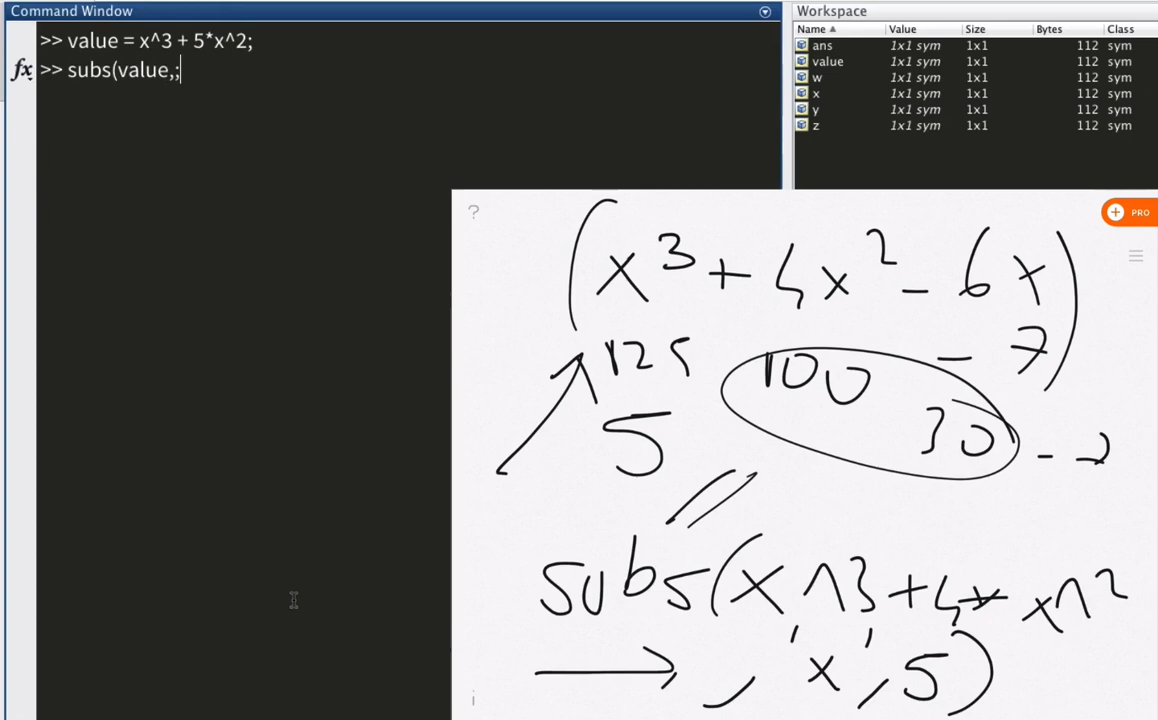 Command Window
>> value = x^3 + 5*x^2;
fx >> subs(value,;
Workspace
Name Value Size Bytes Class
ans 1x1 sym 1x1 112 sym
value 1x1 sym 1x1 112 sym
w 1x1 sym 1x1 112 sym
x 1x1 sym 1x1 112 sym
y 1x1 sym 1x1 112 sym
z 1x1 sym 1x1 112 sym
?
+ PRO
(x³ + 4x² - 6x
- 7)
125 100
5 30 - 2
subs(x^3+4* x^2
, 'x', 5)
i